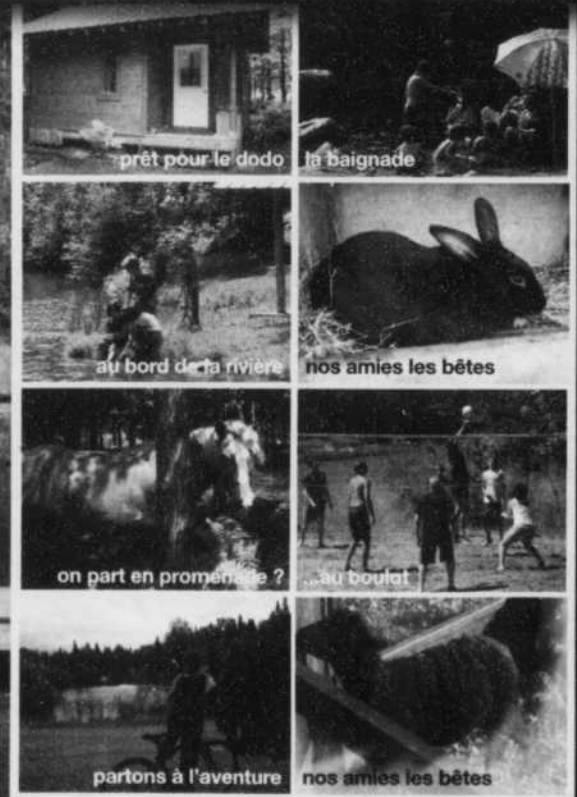 prêt pour le dodo
la baignade
au bord de la rivière
nos amies les bêtes
on part en promenade ?
...au boulot
partons à l'aventure
nos amies les bêtes